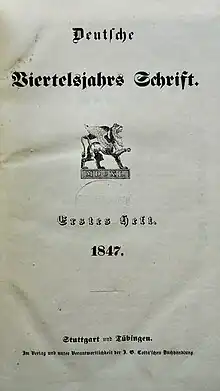 Deutsche
Viertelsjahrs Schrift.
Erstes Heft.
1847.
Stuttgart und Tübingen.
Im Verlag und unter Verantwortlichkeit der J. G. Cotta'schen Buchhandlung